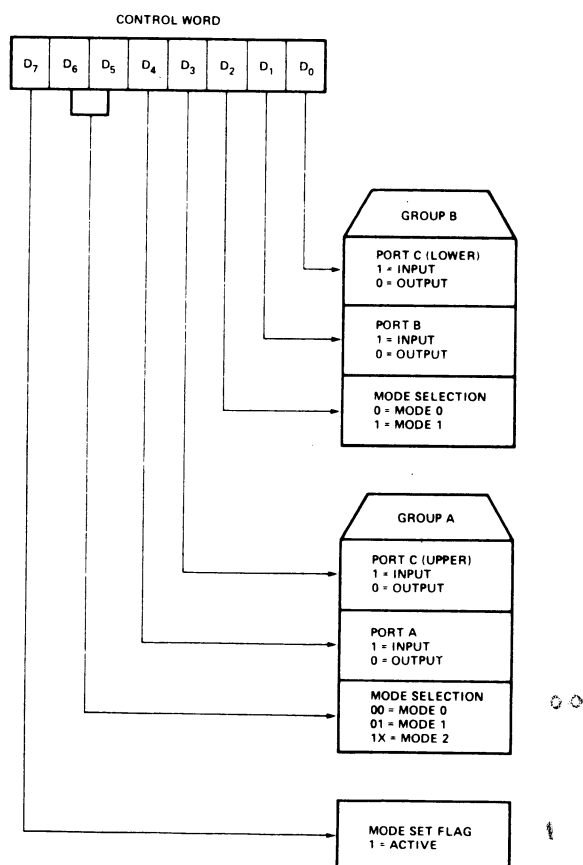 CONTROL WORD
D7 D6 D5 D4 D3 D2 D1 D0
GROUP B
PORT C (LOWER)
1 = INPUT
0 = OUTPUT
PORT B
1 = INPUT
0 = OUTPUT
MODE SELECTION
0 = MODE 0
1 = MODE 1
GROUP A
PORT C (UPPER)
1 = INPUT
0 = OUTPUT
PORT A
1 = INPUT
0 = OUTPUT
MODE SELECTION
00 = MODE 0
01 = MODE 1
1X = MODE 2
00
MODE SET FLAG
1 = ACTIVE
1